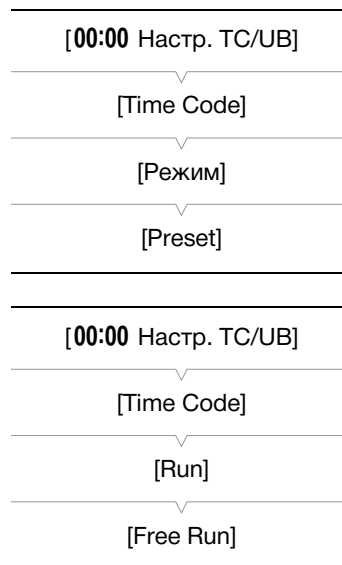 [00:00 Настр. TC/UB]
[Time Code]
[Режим]
[Preset]
[00:00 Настр. TC/UB]
[Time Code]
[Run]
[Free Run]